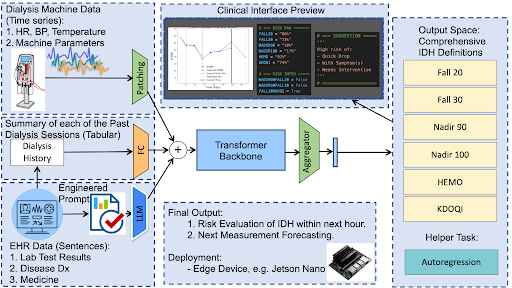 Dialysis Machine Data
(Time series):
1. HR, BP, Temperature
2. Machine Parameters
Patching
Clinical Interface Preview
High risk of:
- Quick Drop
- With Symptom(s)
- Needs Intervention
Output Space:
Comprehensive
IDH Definitions
Fall 20
Fall 30
Nadir 90
Nadir 100
HEMO
KDOQI
Helper Task:
Autoregression
Summary of each of the Past
Dialysis Sessions (Tabular)
Dialysis
History
FC
+
Transformer
Backbone
Aggregator
Engineered
Prompt
LLM
EHR Data (Sentences):
1. Lab Test Results
2. Disease Dx
3. Medicine
Final Output:
1. Risk Evaluation of IDH within next hour.
2. Next Measurement Forecasting.
Deployment:
- Edge Device, e.g. Jetson Nano